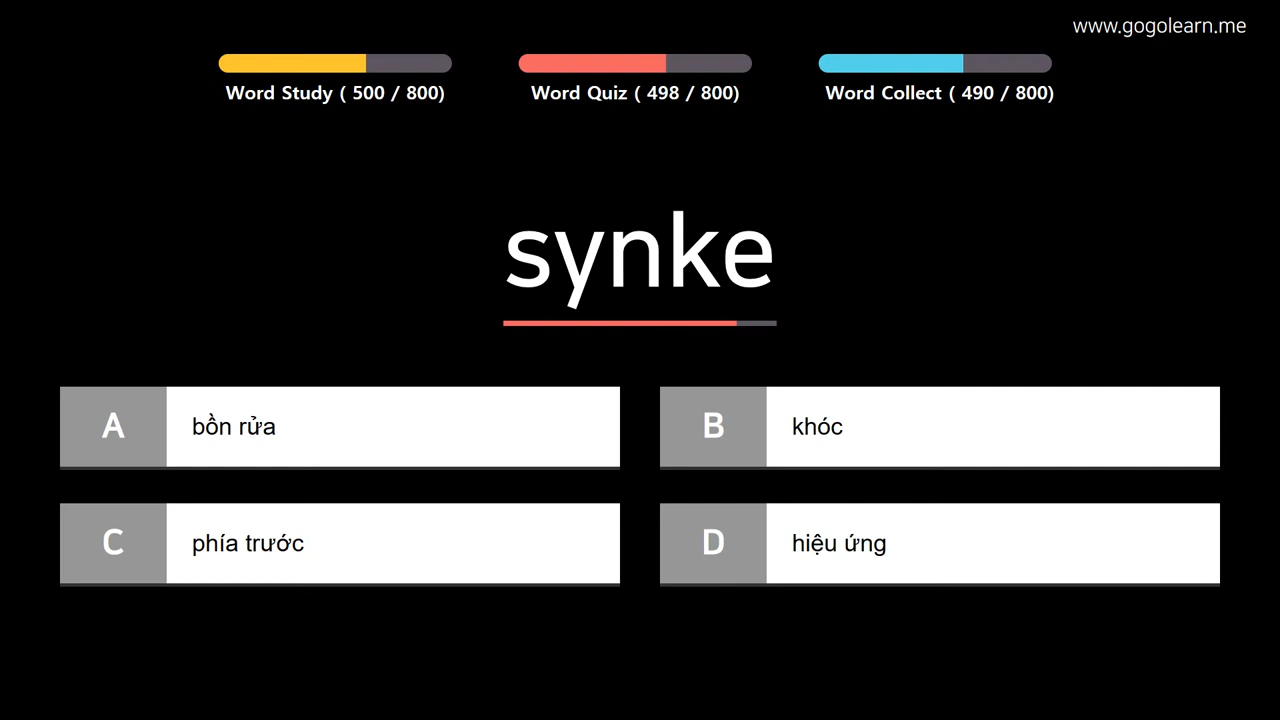 www.gogolearn.me
Word Study ( 500 / 800)
Word Quiz ( 498 / 800)
Word Collect ( 490 / 800)
synke
A bồn rửa
B khóc
C phía trước
D hiệu ứng